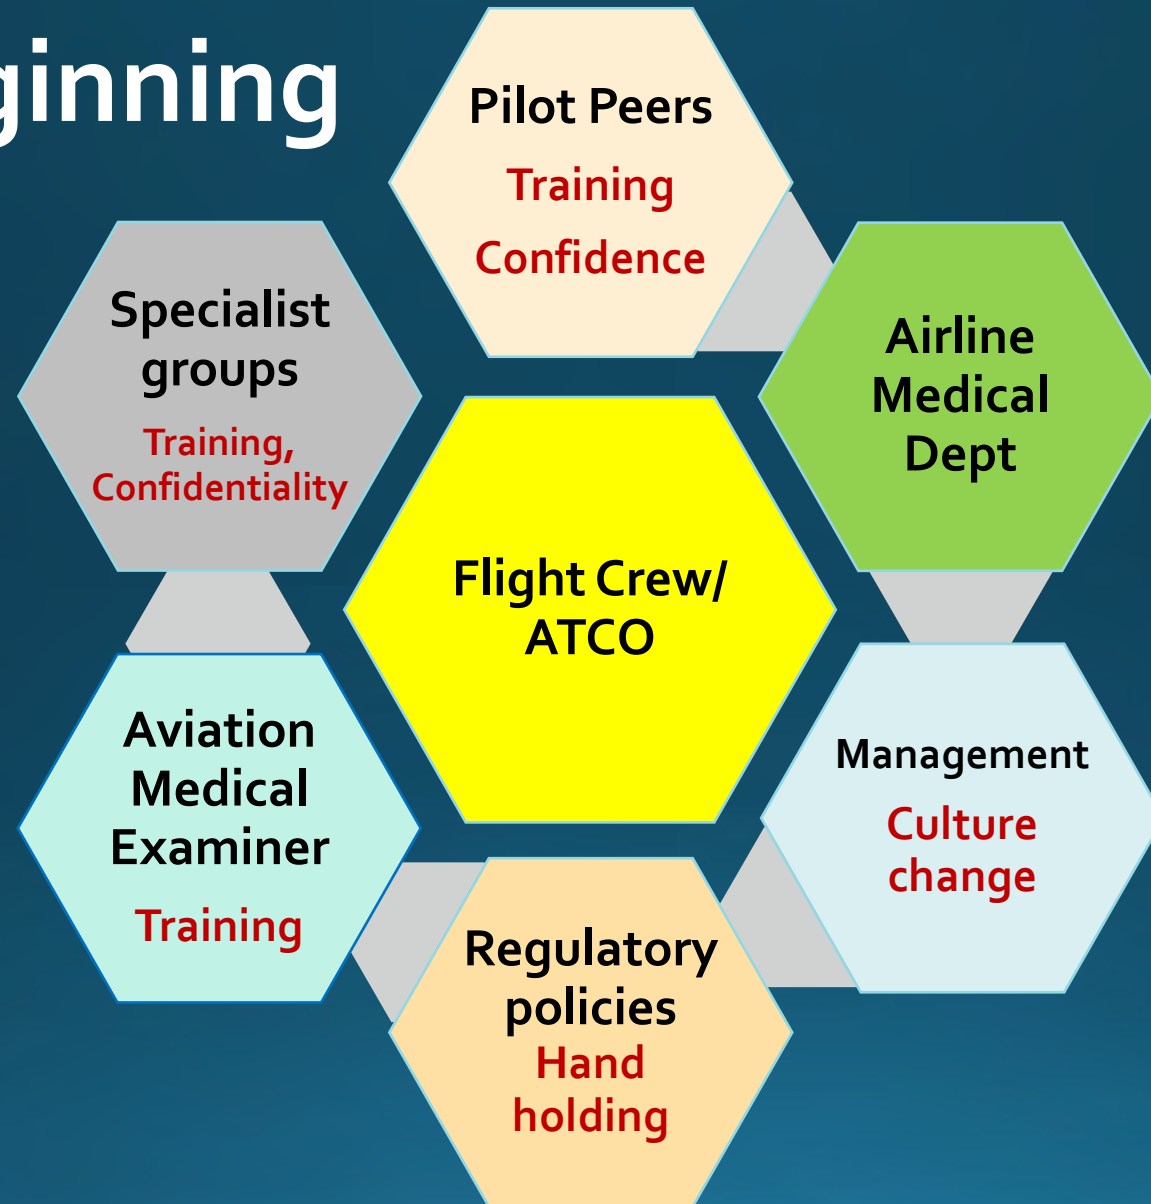 ginning
Pilot Peers
Training
Confidence
Specialist
groups
Training,
Confidentiality
Airline
Medical
Dept
Flight Crew/
ATCO
Aviation
Medical
Examiner
Training
Management
Culture
change
Regulatory
policies
Hand
holding